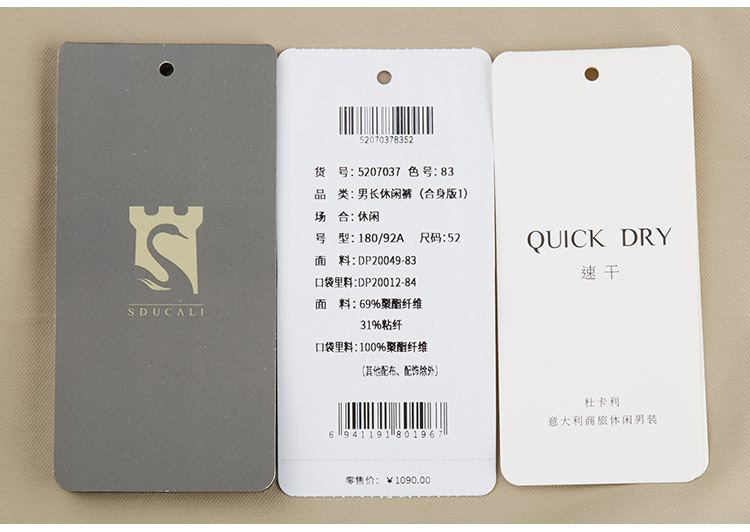 SDUCALI
52070378352
货 号:5207037 色号:83
品 类:男长休闲裤(合身版1)
场 合:休闲
号 型:180/92A 尺码:52
面 料:DP20049-83
口袋里料:DP20012-84
面 料:69%聚酯纤维
31%粘纤
口袋里料:100%聚酯纤维
(其他配布、配饰除外)
6 941191 801967
零售价: ¥1090.00
QUICK DRY
速干
杜卡利
意大利商旅休闲男装